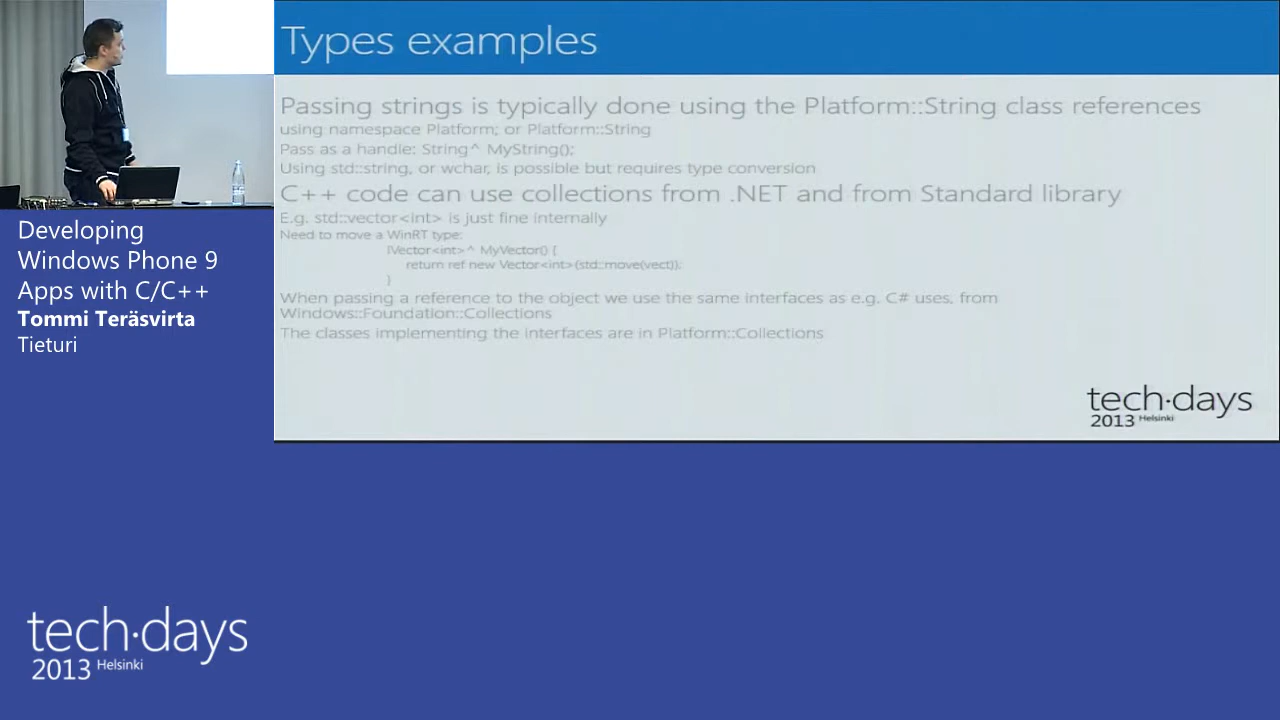 Types examples
Passing strings is typically done using the Platform::String class references
using namespace Platform; or Platform::String
Pass as a handle: String^ MyString();
Using std::string, or wchar, is possible but requires type conversion
C++ code can use collections from .NET and from Standard library
E.g. std::vector<int> is just fine internally
Need to move a WinRT type:
IVector<int>^ MyVector() {
return ref new Vector<int>(std::move(vect));
}
When passing a reference to the object we use the same interfaces as e.g. C# uses, from
Windows::Foundation::Collections
The classes implementing the interfaces are in Platform::Collections
tech·days
2013 Helsinki
Developing
Windows Phone 9
Apps with C/C++
Tommi Teräsvirta
Tieturi
tech·days
2013 Helsinki